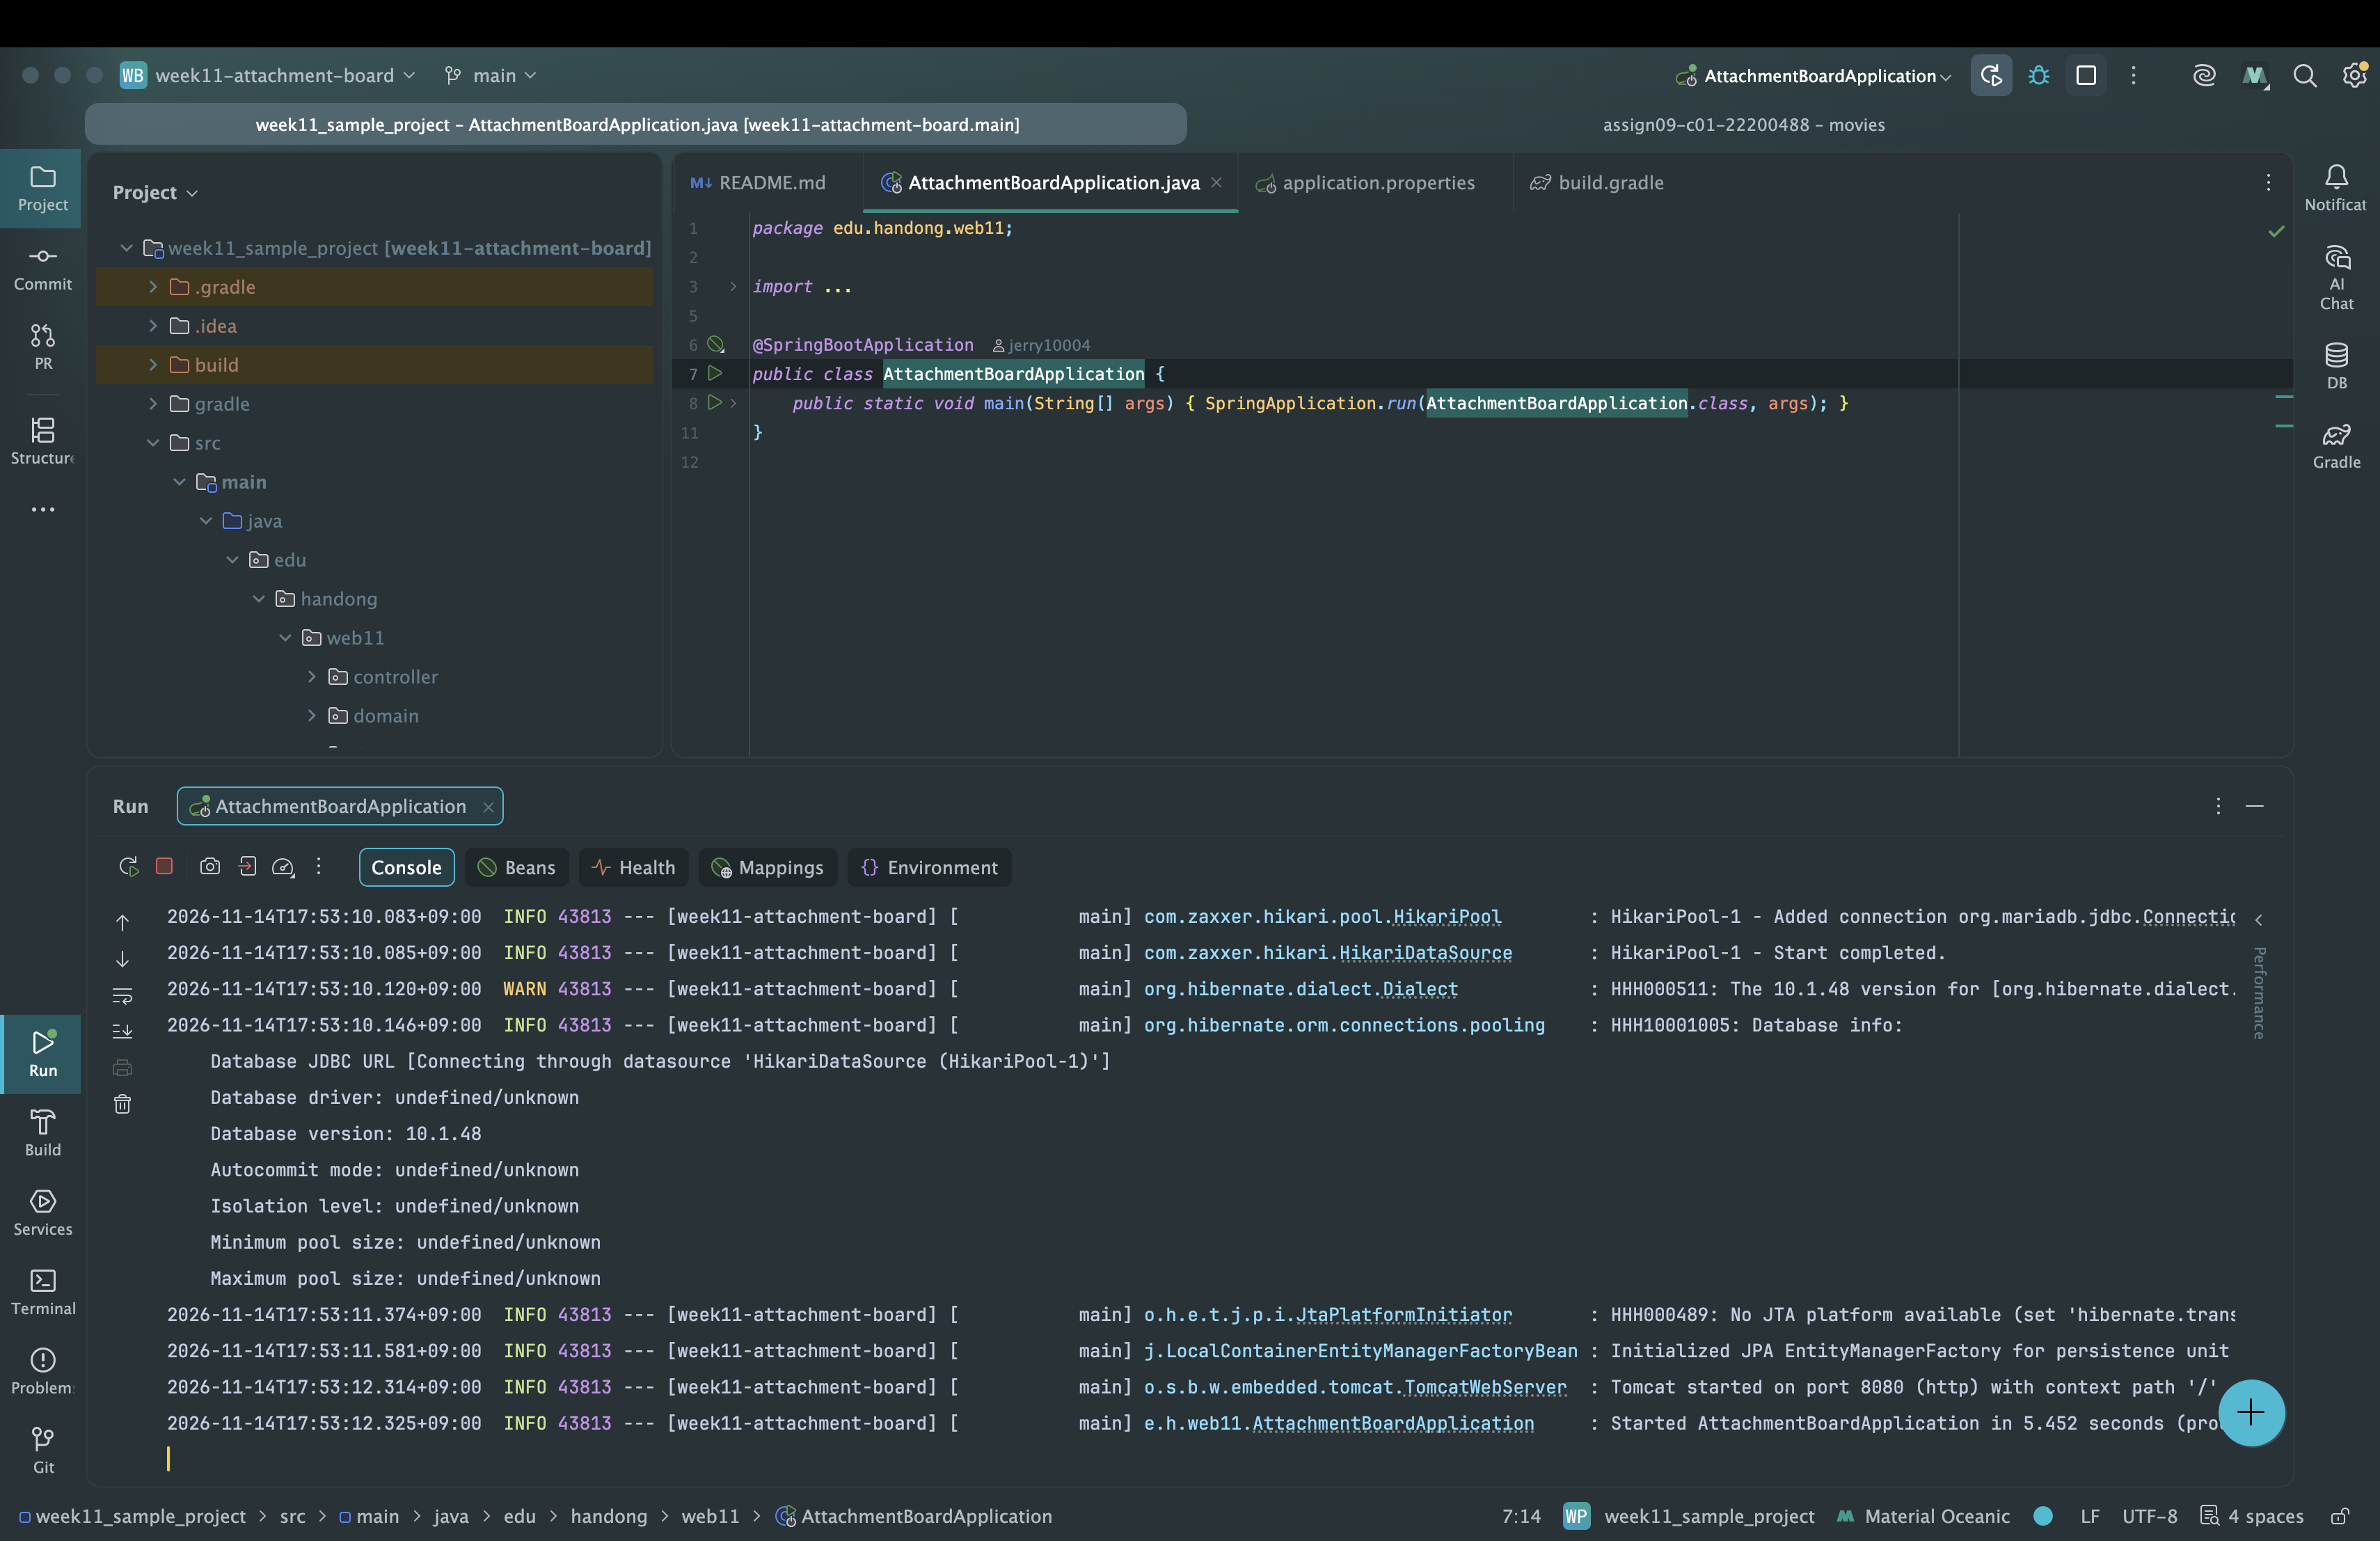 WB week11-attachment-board main AttachmentBoardApplication
week11_sample_project – AttachmentBoardApplication.java [week11-attachment-board.main]
assign09-c01-22200488 – movies
Project
Commit
PR
Structure
Project
week11_sample_project [week11-attachment-board]
.gradle
.idea
build
gradle
src
main
java
edu
handong
web11
controller
domain
M↓ README.md
AttachmentBoardApplication.java
application.properties
build.gradle
1 package edu.handong.web11;
2
3 import ...
5
6 @SpringBootApplication jerry10004
7 public class AttachmentBoardApplication {
8 public static void main(String[] args) { SpringApplication.run(AttachmentBoardApplication.class, args); }
11 }
12
Notificat
AI
Chat
DB
Gradle
Run AttachmentBoardApplication
Console Beans Health Mappings {} Environment
2026-11-14T17:53:10.083+09:00 INFO 43813 --- [week11-attachment-board] [ main] com.zaxxer.hikari.pool.HikariPool : HikariPool-1 - Added connection org.mariadb.jdbc.Connectio
2026-11-14T17:53:10.085+09:00 INFO 43813 --- [week11-attachment-board] [ main] com.zaxxer.hikari.HikariDataSource : HikariPool-1 - Start completed.
2026-11-14T17:53:10.120+09:00 WARN 43813 --- [week11-attachment-board] [ main] org.hibernate.dialect.Dialect : HHH000511: The 10.1.48 version for [org.hibernate.dialect.
2026-11-14T17:53:10.146+09:00 INFO 43813 --- [week11-attachment-board] [ main] org.hibernate.orm.connections.pooling : HHH10001005: Database info:
Database JDBC URL [Connecting through datasource 'HikariDataSource (HikariPool-1)']
Database driver: undefined/unknown
Database version: 10.1.48
Autocommit mode: undefined/unknown
Isolation level: undefined/unknown
Minimum pool size: undefined/unknown
Maximum pool size: undefined/unknown
2026-11-14T17:53:11.374+09:00 INFO 43813 --- [week11-attachment-board] [ main] o.h.e.t.j.p.i.JtaPlatformInitiator : HHH000489: No JTA platform available (set 'hibernate.trans
2026-11-14T17:53:11.581+09:00 INFO 43813 --- [week11-attachment-board] [ main] j.LocalContainerEntityManagerFactoryBean : Initialized JPA EntityManagerFactory for persistence unit
2026-11-14T17:53:12.314+09:00 INFO 43813 --- [week11-attachment-board] [ main] o.s.b.w.embedded.tomcat.TomcatWebServer : Tomcat started on port 8080 (http) with context path '/'
2026-11-14T17:53:12.325+09:00 INFO 43813 --- [week11-attachment-board] [ main] e.h.web11.AttachmentBoardApplication : Started AttachmentBoardApplication in 5.452 seconds (pro
Performance
Run
Build
Services
Terminal
Problem
Git
week11_sample_project > src > main > java > edu > handong > web11 > AttachmentBoardApplication
7:14 WP week11_sample_project Material Oceanic LF UTF-8 4 spaces